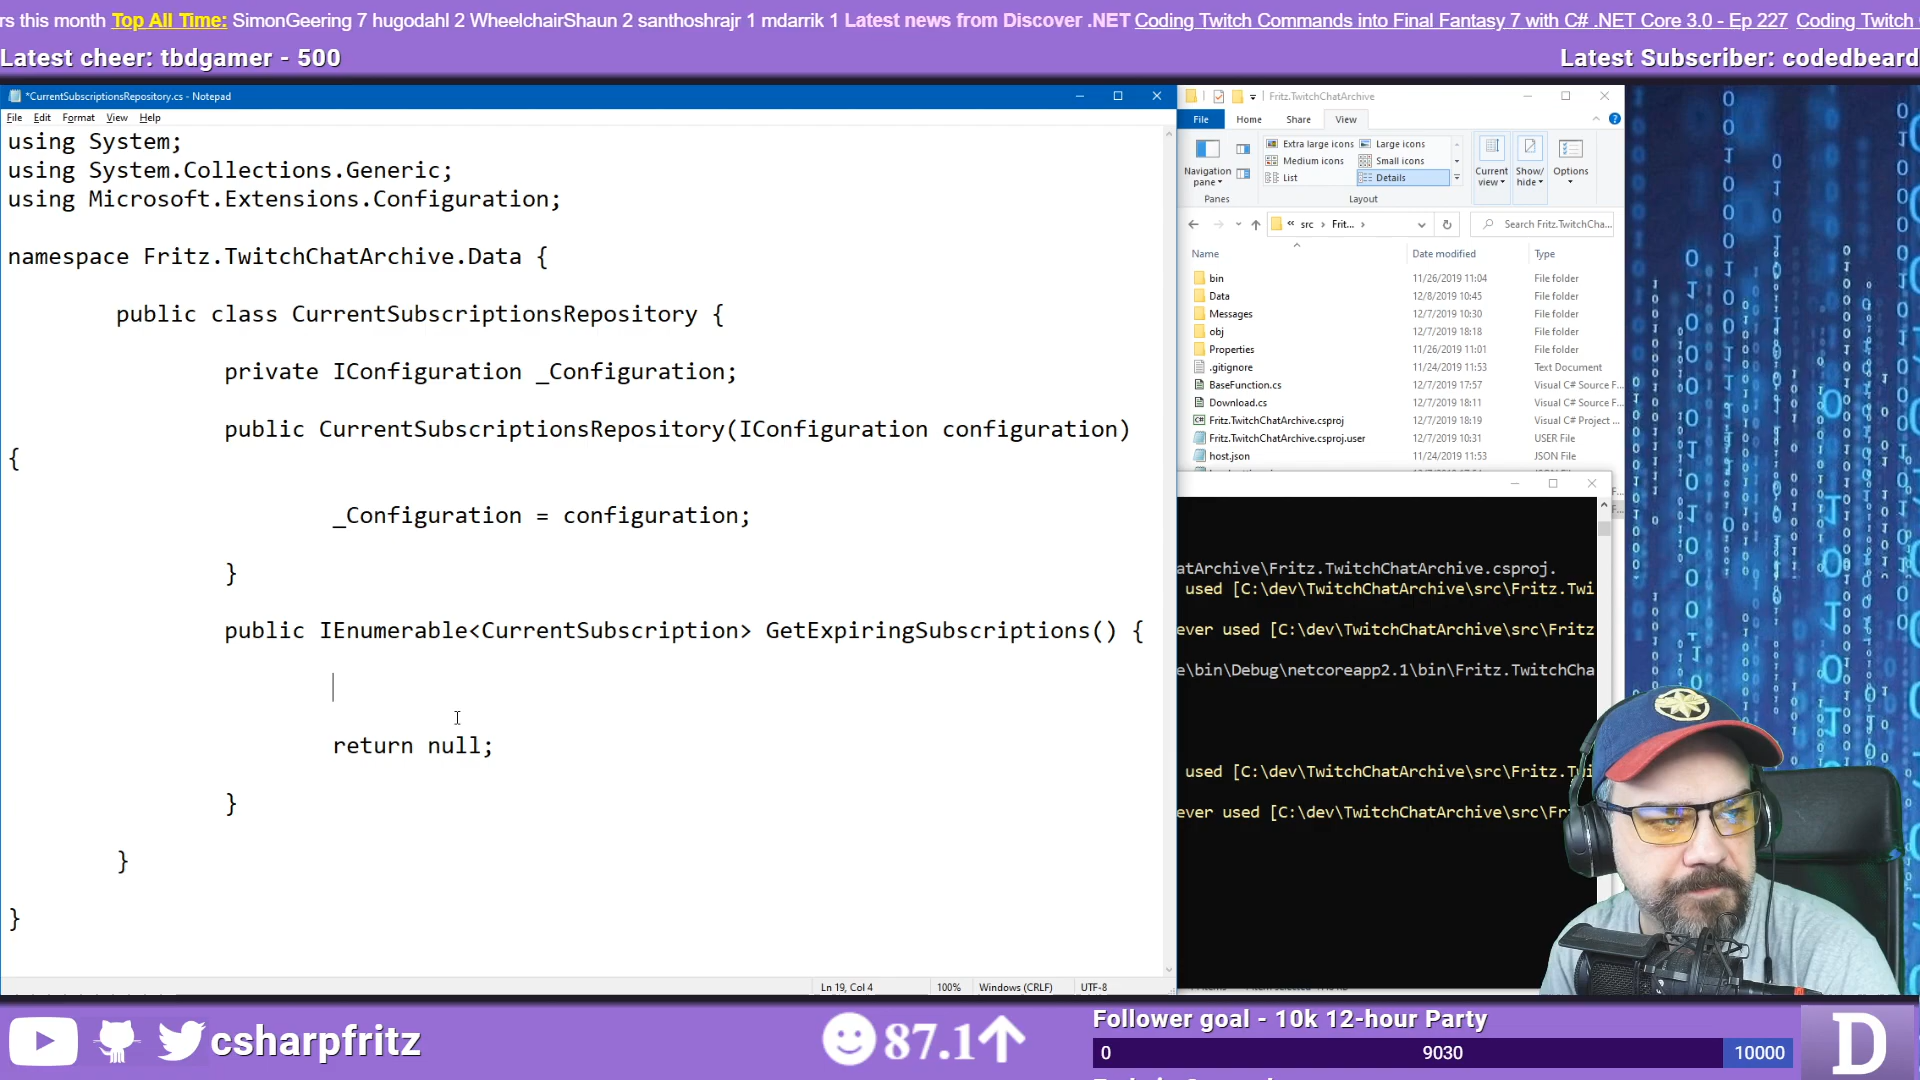 rs this month Top All Time: SimonGeering 7 hugodahl 2 WheelchairShaun 2 santhoshrajr 1 mdarrik 1 Latest news from Discover .NET Coding Twitch Commands into Final Fantasy 7 with C# .NET Core 3.0 - Ep 227 Coding Twitch
Latest cheer: tbdgamer - 500
Latest Subscriber: codedbeard
*CurrentSubscriptionsRepository.cs - Notepad
File Edit Format View Help
using System;
using System.Collections.Generic;
using Microsoft.Extensions.Configuration;
namespace Fritz.TwitchChatArchive.Data {
public class CurrentSubscriptionsRepository {
private IConfiguration _Configuration;
public CurrentSubscriptionsRepository(IConfiguration configuration)
{
_Configuration = configuration;
}
public IEnumerable<CurrentSubscription> GetExpiringSubscriptions() {
return null;
}
}
}
Ln 19, Col 4 100% Windows (CRLF) UTF-8
Fritz.TwitchChatArchive
File Home Share View
Navigation pane
Extra large icons Large icons
Medium icons Small icons
List Details
Current view
Show/ hide
Options
Panes Layout
« src › Frit... ›
Search Fritz.TwitchCha...
Name Date modified Type
bin 11/26/2019 11:04 File folder
Data 12/8/2019 10:45 File folder
Messages 12/7/2019 10:30 File folder
obj 12/7/2019 18:18 File folder
Properties 11/26/2019 11:01 File folder
.gitignore 11/24/2019 11:53 Text Document
BaseFunction.cs 12/7/2019 17:57 Visual C# Source F...
Download.cs 12/7/2019 18:11 Visual C# Source F...
Fritz.TwitchChatArchive.csproj 12/7/2019 18:19 Visual C# Project ...
Fritz.TwitchChatArchive.csproj.user 12/7/2019 10:31 USER File
host.json 11/24/2019 11:53 JSON File
atArchive\Fritz.TwitchChatArchive.csproj.
used [C:\dev\TwitchChatArchive\src\Fritz.Twi
ever used [C:\dev\TwitchChatArchive\src\Fritz
e\bin\Debug\netcoreapp2.1\bin\Fritz.TwitchCha
used [C:\dev\TwitchChatArchive\src\Fritz.Twi
ever used [C:\dev\TwitchChatArchive\src\Fr
csharpfritz
87.1
Follower goal - 10k 12-hour Party
0 9030 10000
D